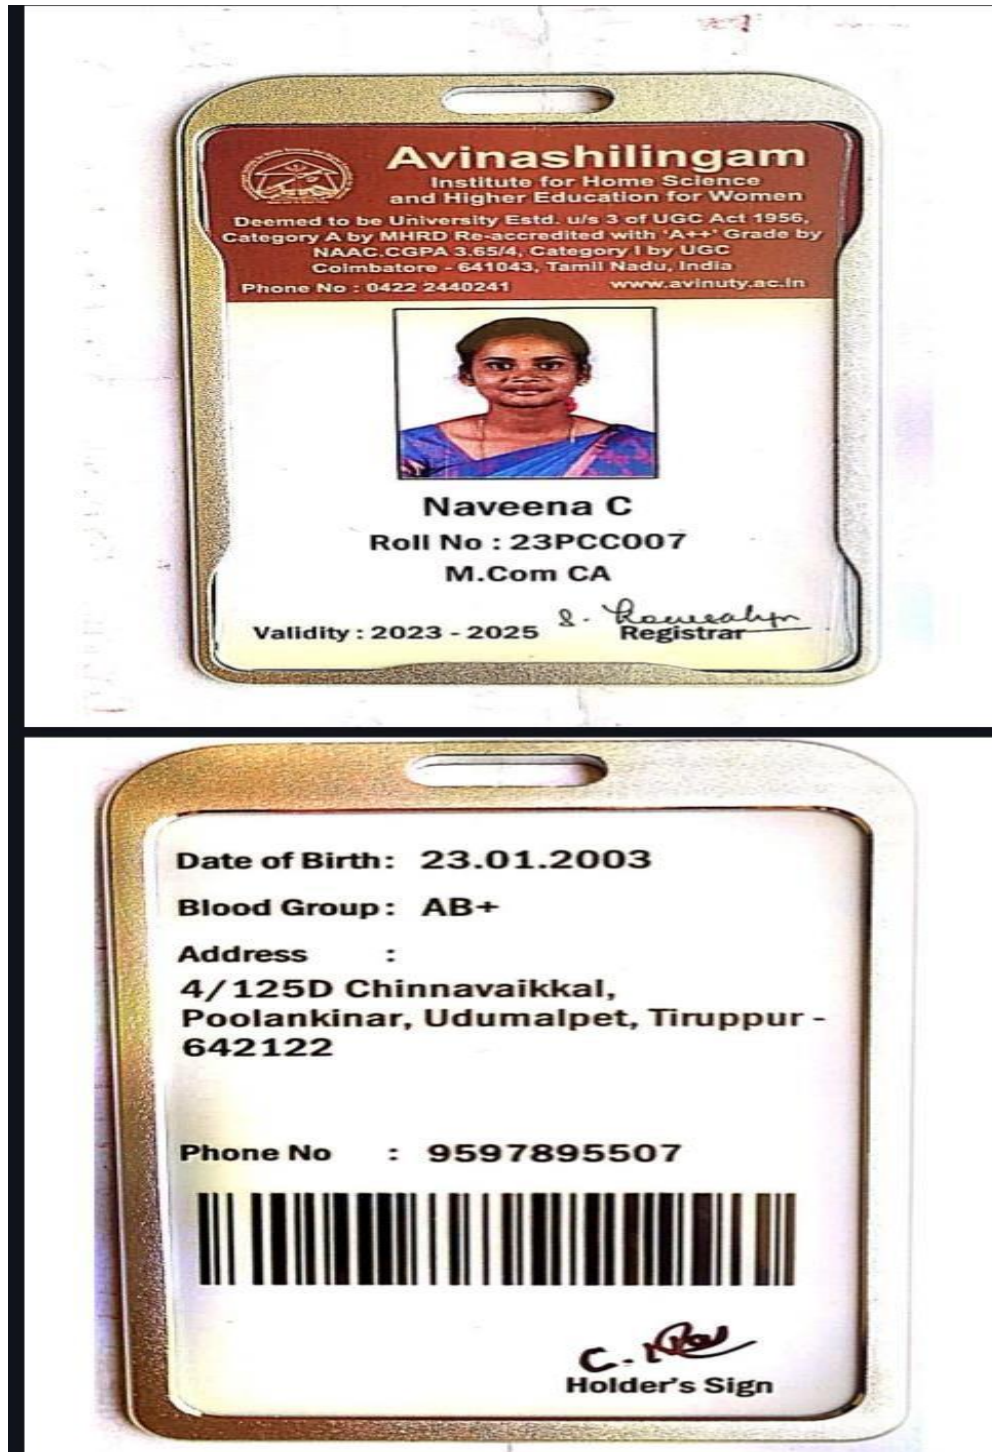 Avinashilingam
Institute for Home Science
and Higher Education for Women
Deemed to be University Estd. u/s 3 of UGC Act 1956,
Category A by MHRD Re-accredited with 'A++' Grade by
NAAC.CGPA 3.65/4, Category I by UGC
Coimbatore - 641043, Tamil Nadu, India
Phone No : 0422 2440241 www.avinuty.ac.in
Naveena C
Roll No : 23PCC007
M.Com CA
Validity : 2023 - 2025 Registrar
Date of Birth : 23.01.2003
Blood Group : AB+
Address :
4/125D Chinnavaikkal,
Poolankinar, Udumalpet, Tiruppur -
642122
Phone No : 9597895507
Holder's Sign